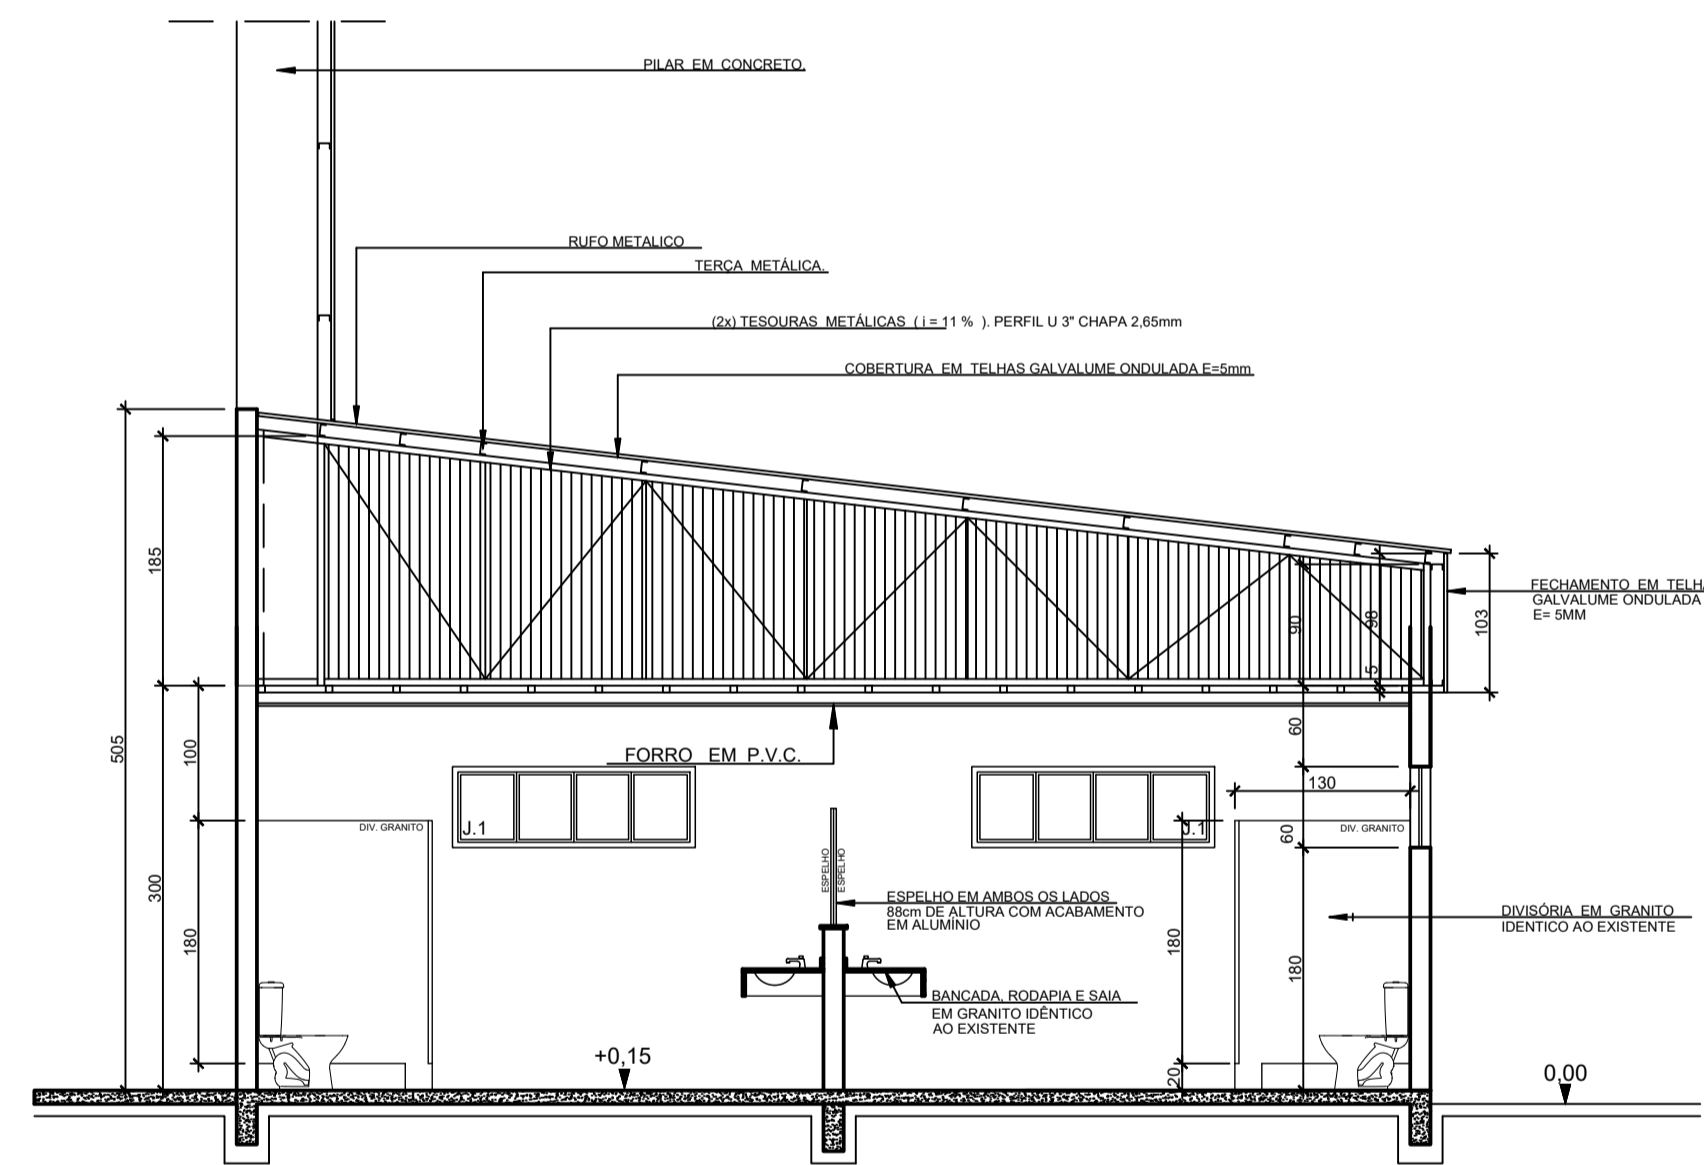 PILAR EM CONCRETO.
RUFO METALICO
TERÇA METÁLICA.
(2x) TESOURAS METÁLICAS ( i = 11 % ). PERFIL U 3" CHAPA 2,65mm
COBERTURA EM TELHAS GALVALUME ONDULADA E=5mm
FECHAMENTO EM TELHA
GALVALUME ONDULADA
E= 5MM
505
185
300
100
180
90
98
5
103
60
60
180
130
180
20
FORRO EM P.V.C.
J.1
J.1
DIV. GRANITO
DIV. GRANITO
ESPELHO
ESPELHO
ESPELHO EM AMBOS OS LADOS
88cm DE ALTURA COM ACABAMENTO
EM ALUMÍNIO
DIVISÓRIA EM GRANITO
IDENTICO AO EXISTENTE
BANCADA, RODAPIA E SAIA
EM GRANITO IDÊNTICO
AO EXISTENTE
+0,15
0,00